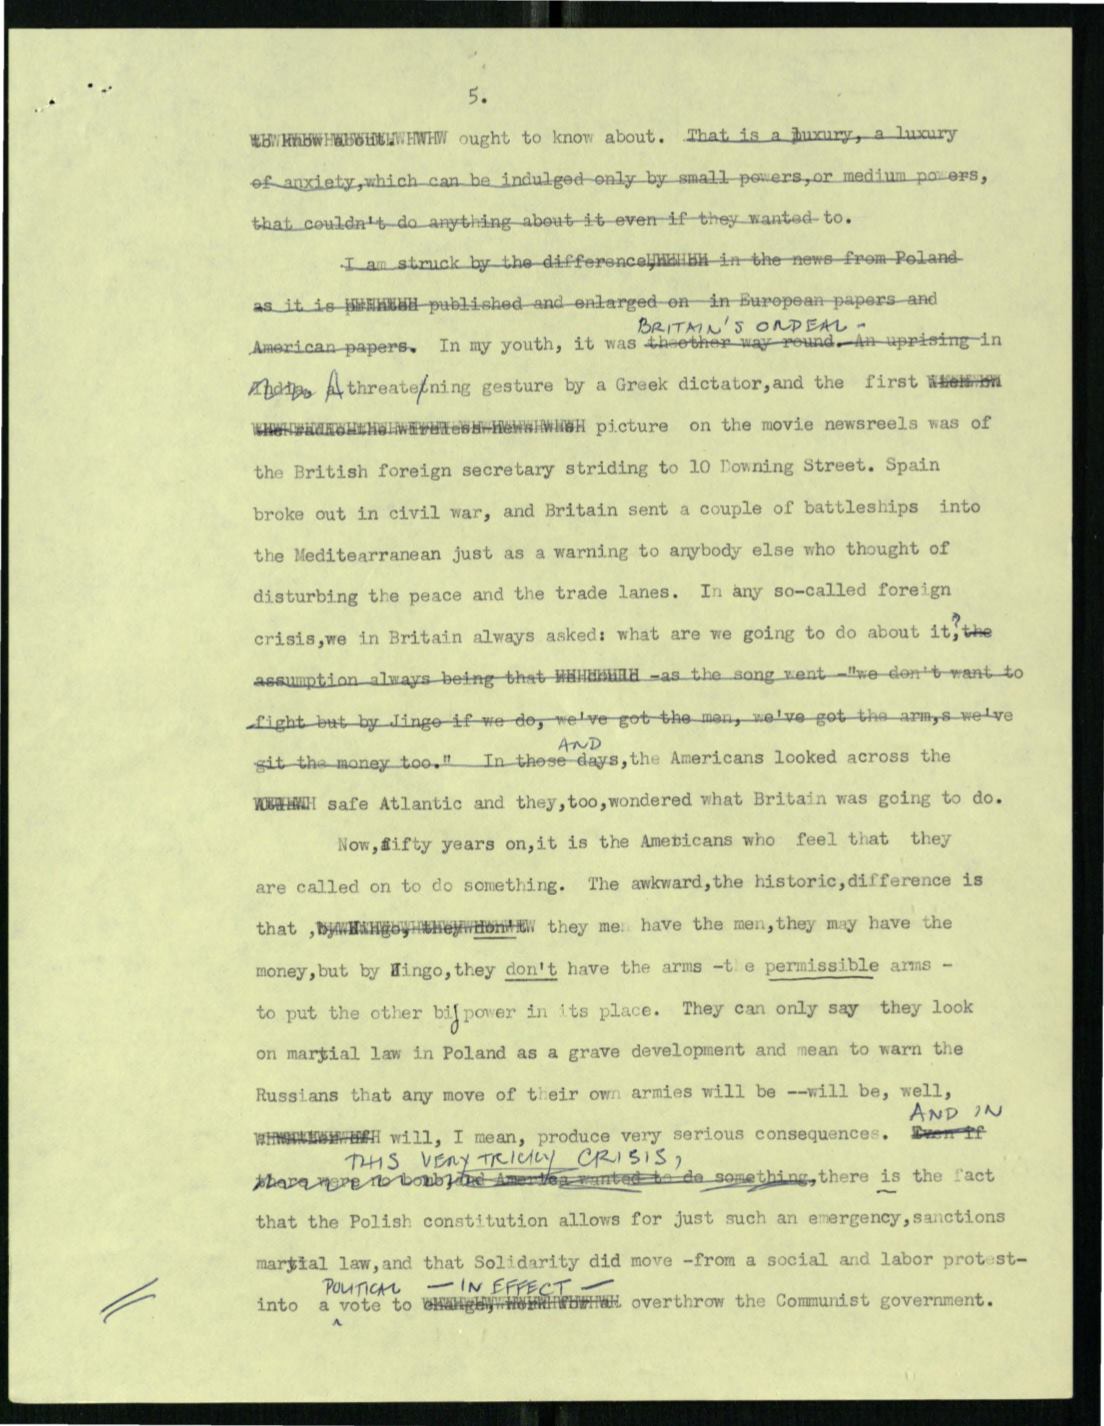 5.
ought to know about. That is a luxury, a luxury
of anxiety,which can be indulged only by small powers,or medium powers,
that couldn't do anything about it even if they wanted to.
I am struck by the difference in the news from Poland
as it is published and enlarged on in European papers and
BRITAIN'S ORDEAL -
American papers. In my youth, it was theother way round. An uprising in
India, A threatening gesture by a Greek dictator,and the first
picture on the movie newsreels was of
the British foreign secretary striding to 10 Downing Street. Spain
broke out in civil war, and Britain sent a couple of battleships into
the Meditearranean just as a warning to anybody else who thought of
disturbing the peace and the trade lanes. In any so-called foreign
crisis,we in Britain always asked: what are we going to do about it,? the
assumption always being that -as the song went -"we don't want to
fight but by Jingo if we do, we've got the men, we've got the arm,s we've
AND
git the money too." In those days,the Americans looked across the
safe Atlantic and they,too,wondered what Britain was going to do.
Now,fifty years on,it is the Americans who feel that they
are called on to do something. The awkward,the historic,difference is
that , they me have the men,they may have the
money,but by Jingo,they don't have the arms -the permissible arms -
to put the other big power in its place. They can only say they look
on martial law in Poland as a grave development and mean to warn the
Russians that any move of their own armies will be --will be, well,
AND IN
will, I mean, produce very serious consequences. Even if
THIS VERY TRICKY CRISIS,
there were no bomb, and America wanted to do something,there is the fact
that the Polish constitution allows for just such an emergency,sanctions
martial law,and that Solidarity did move -from a social and labor protest-
POLITICAL — IN EFFECT —
into a vote to overthrow the Communist government.